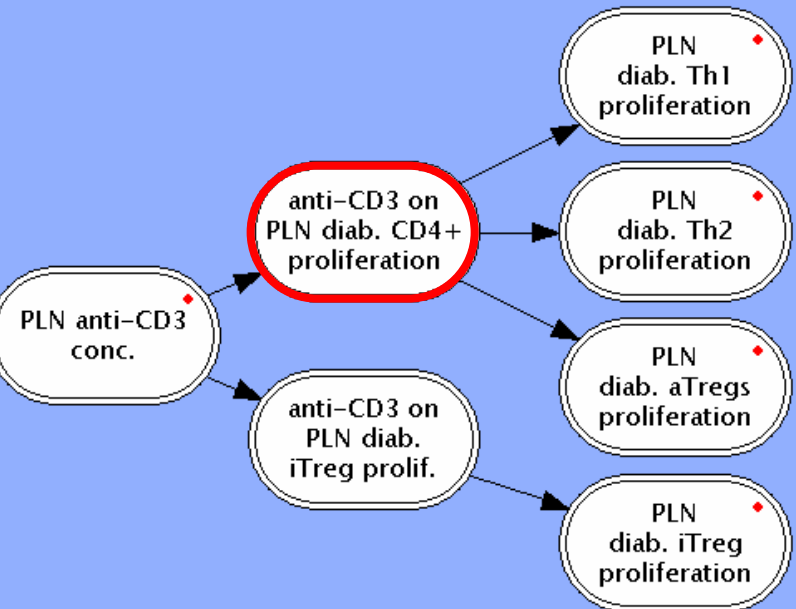 PLN
diab. Th1
proliferation
anti-CD3 on
PLN diab. CD4+
proliferation
PLN
diab. Th2
proliferation
PLN anti-CD3
conc.
PLN
diab. aTregs
proliferation
anti-CD3 on
PLN diab.
iTreg prolif.
PLN
diab. iTreg
proliferation